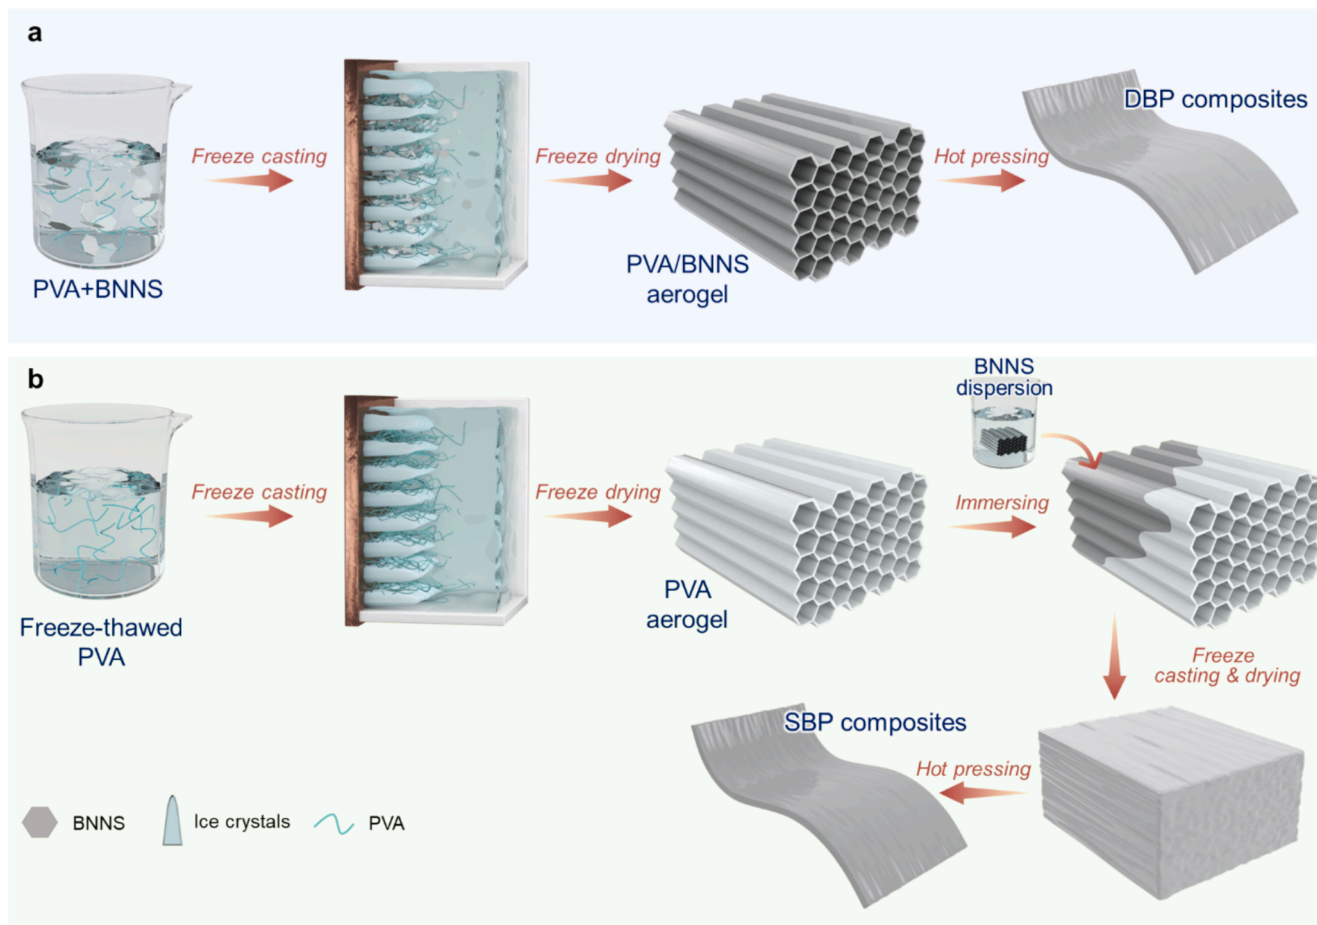 a
PVA+BNNS
Freeze casting
Freeze drying
PVA/BNNS
aerogel
Hot pressing
DBP composites
b
Freeze-thawed
PVA
Freeze casting
Freeze drying
PVA
aerogel
BNNS
dispersion
Immersing
Freeze
casting & drying
Hot pressing
SBP composites
BNNS
Ice crystals
PVA